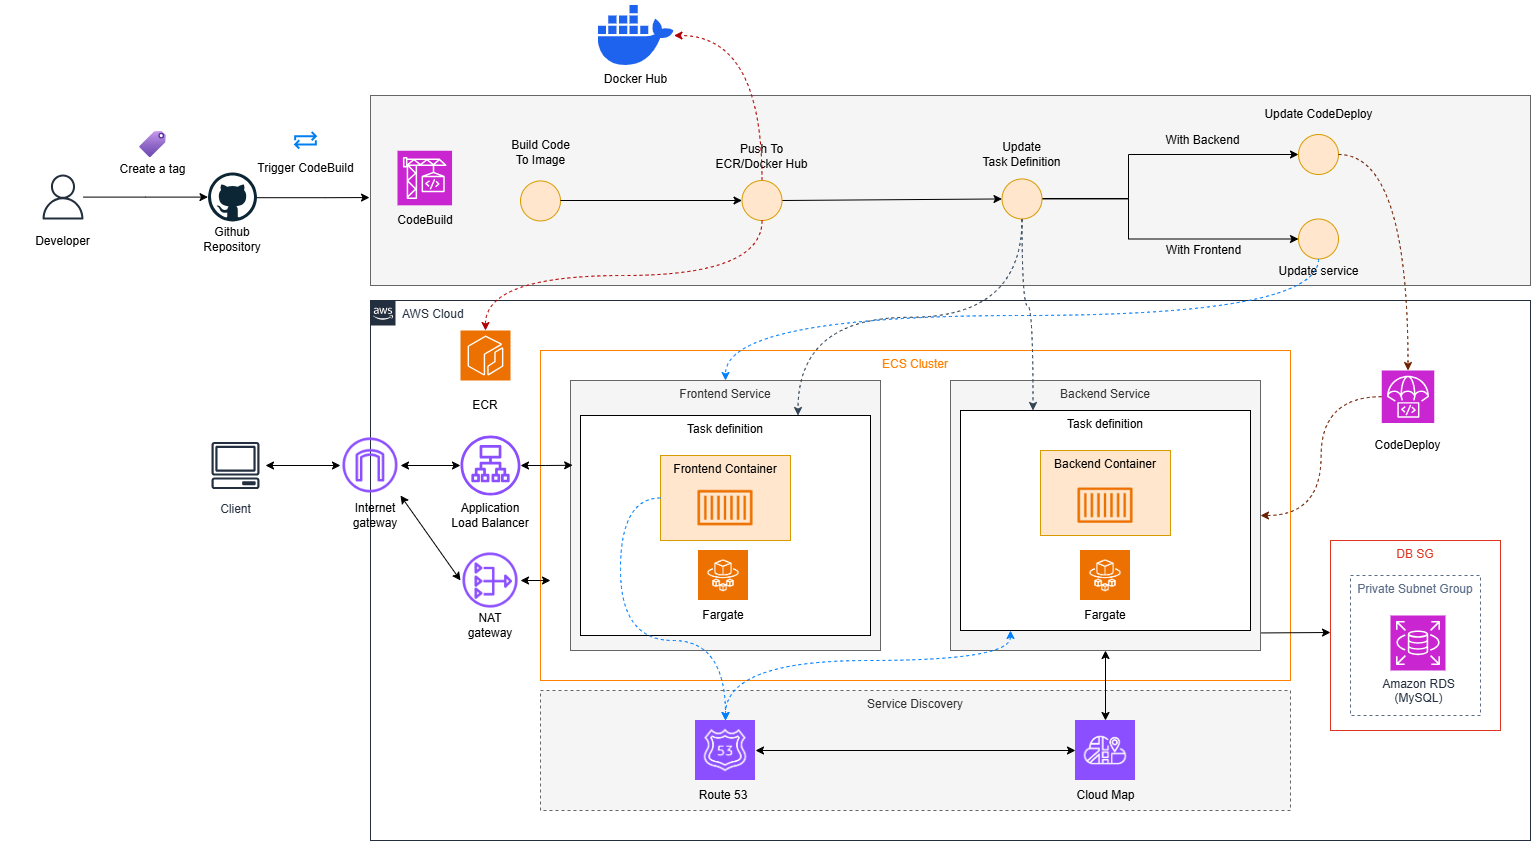 Docker Hub
Create a tag
Trigger CodeBuild
Developer
Github
Repository
CodeBuild
Build Code
To Image
Push To
ECR/Docker Hub
Update
Task Definition
With Backend
Update CodeDeploy
With Frontend
Update service
aws
AWS Cloud
ECR
ECS Cluster
Frontend Service
Task definition
Frontend Container
Fargate
Backend Service
Task definition
Backend Container
Fargate
CodeDeploy
Client
Internet
gateway
Application
Load Balancer
NAT
gateway
DB SG
Private Subnet Group
Amazon RDS
(MySQL)
Service Discovery
53
Route 53
Cloud Map